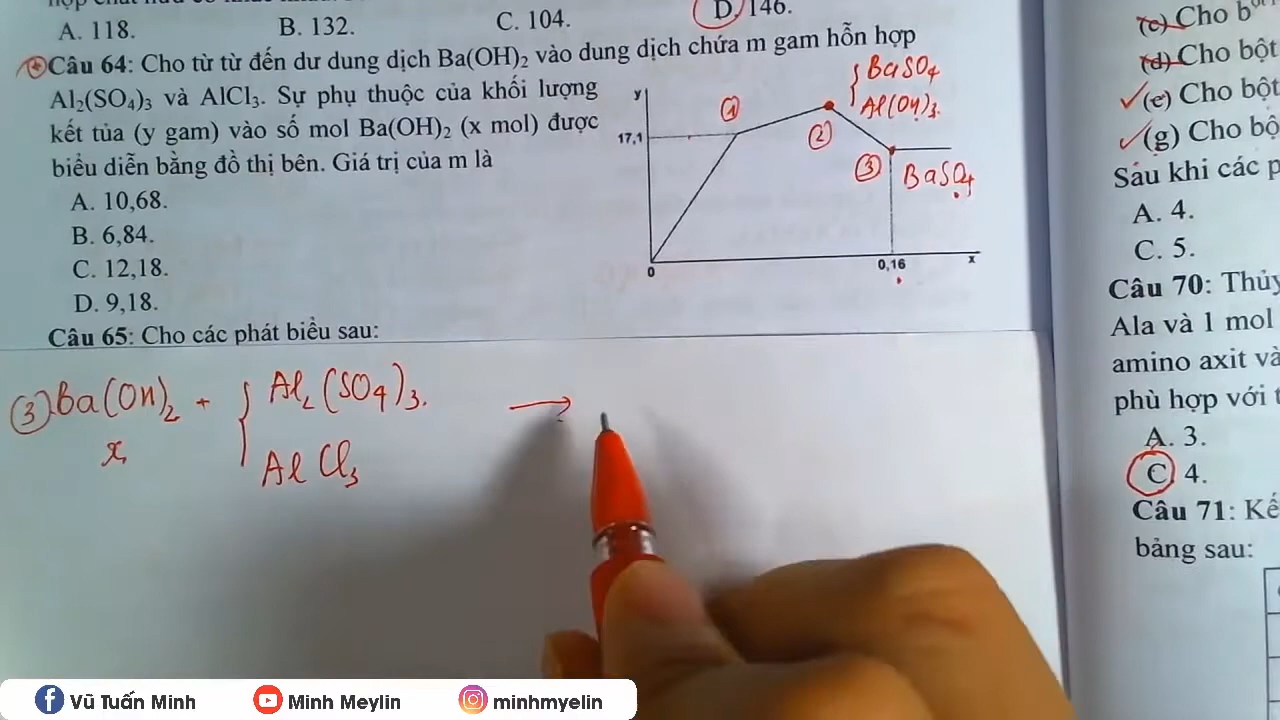 A. 118.
B. 132.
C. 104.
D. 146.
Câu 64: Cho từ từ đến dư dung dịch Ba(OH)₂ vào dung dịch chứa m gam hỗn hợp
Al₂(SO₄)₃ và AlCl₃. Sự phụ thuộc của khối lượng
kết tủa (y gam) vào số mol Ba(OH)₂ (x mol) được
biểu diễn bằng đồ thị bên. Giá trị của m là
A. 10,68.
B. 6,84.
C. 12,18.
D. 9,18.
y
17,1
0
0,16
x
①
②
③
BaSO₄
Al(OH)₃.
BaSO₄
Câu 65: Cho các phát biểu sau:
③ Ba(OH)₂ + { Al₂(SO₄)₃. →
x
AlCl₃
(c) Cho
(d) Cho bột
✓(e) Cho bột
✓(g) Cho
Sau khi các
A. 4.
C. 5.
Câu 70:
Ala và 1 mol
amino axit và
phù hợp với
A. 3.
C. 4.
Câu 71:
bảng sau:
Vũ Tuấn Minh
Minh Meylin
minhmyelin